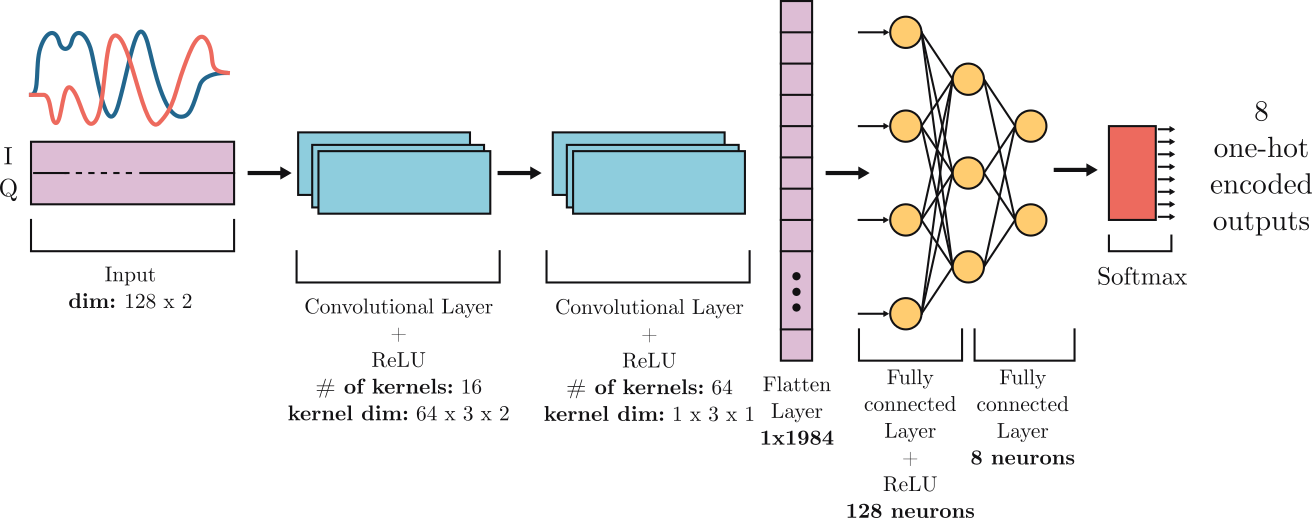 I
Q
Input
dim: 128 x 2
Convolutional Layer
+
ReLU
# of kernels: 16
kernel dim: 64 x 3 x 2
Convolutional Layer
+
ReLU
# of kernels: 64
kernel dim: 1 x 3 x 1
Flatten
Layer
1x1984
Fully
connected
Layer
+
ReLU
128 neurons
Fully
connected
Layer
8 neurons
Softmax
8
one-hot
encoded
outputs